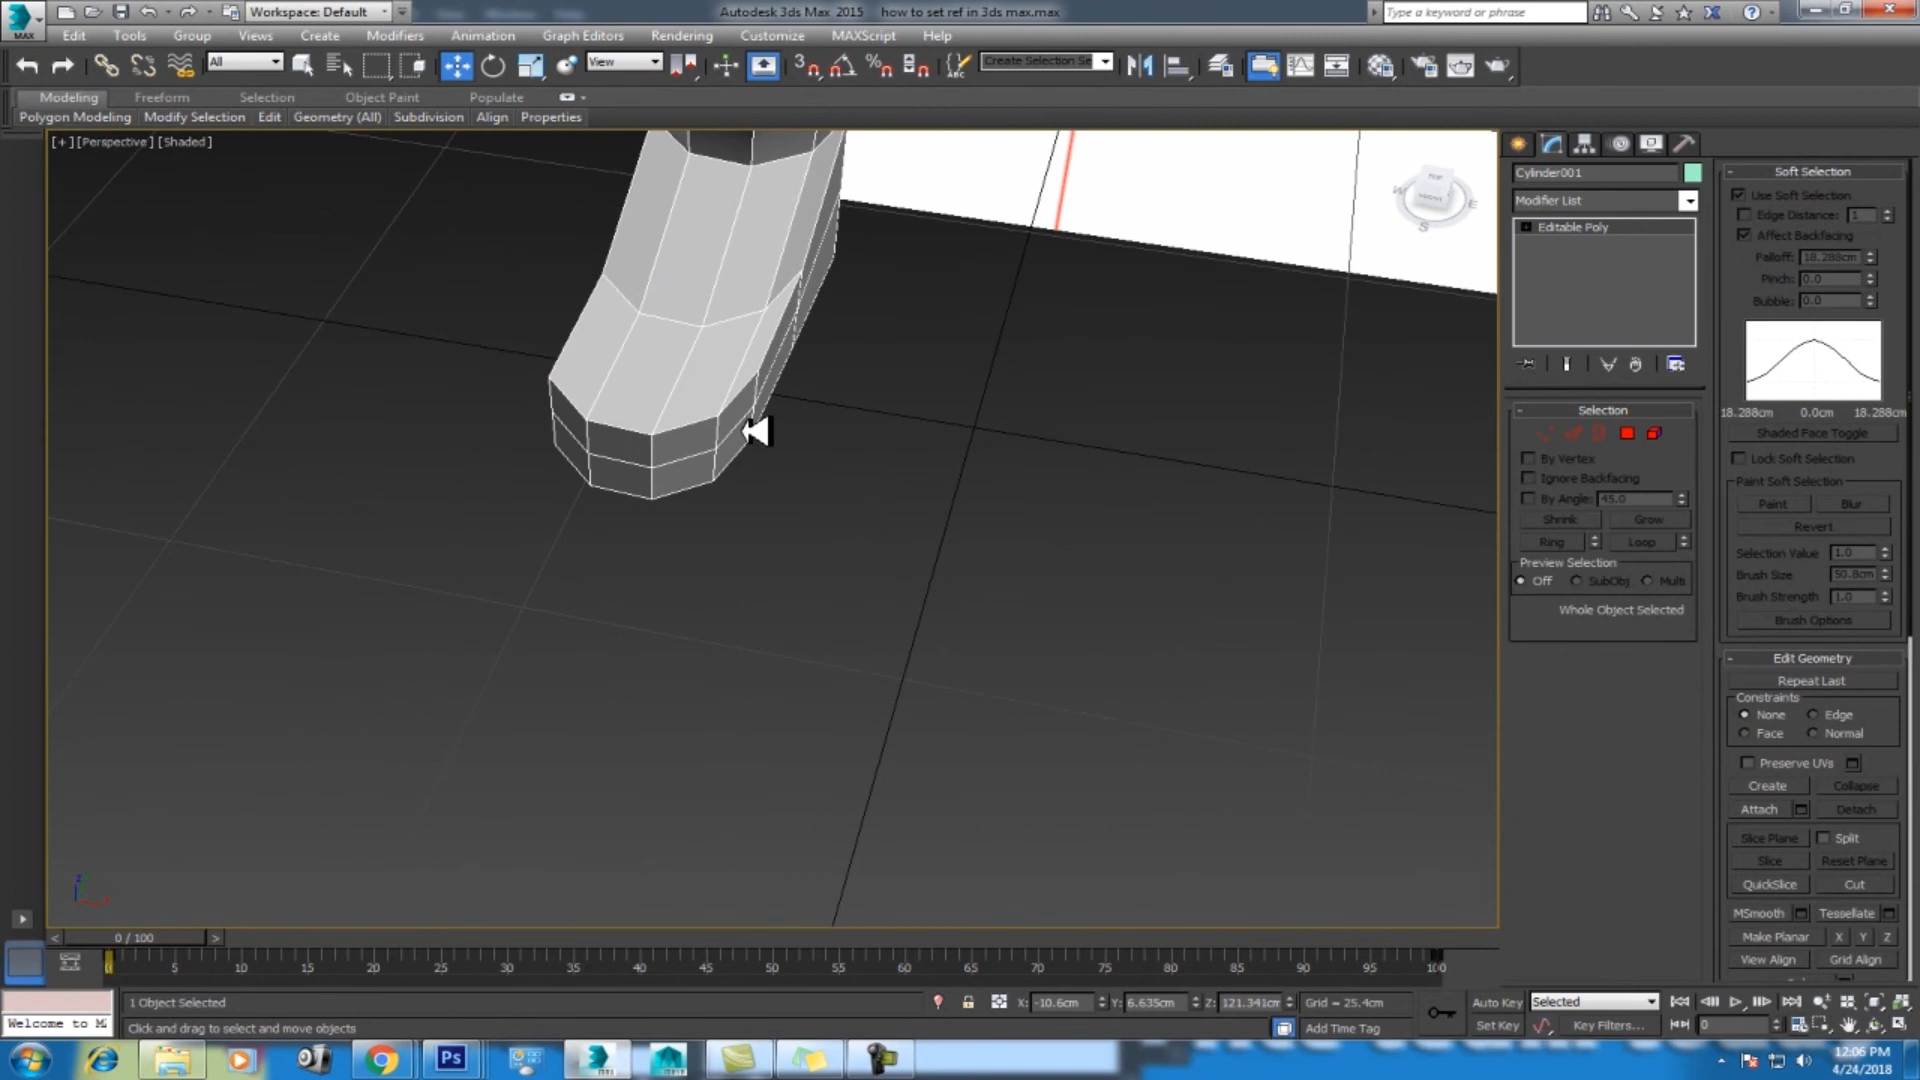 MAX
Workspace: Default
Autodesk 3ds Max 2015 how to set ref in 3ds max.max
Type a keyword or phrase
Edit Tools Group Views Create Modifiers Animation Graph Editors Rendering Customize MAXScript Help
All
View
Create Selection Se
Modeling Freeform Selection Object Paint Populate
Polygon Modeling Modify Selection Edit Geometry (All) Subdivision Align Properties
[+] [Perspective] [Shaded]
TOP
FRONT
W
E
S
Cylinder001
Modifier List
Editable Poly
Selection
By Vertex
Ignore Backfacing
By Angle: 45.0
Shrink Grow
Ring Loop
Preview Selection
Off SubObj Multi
Whole Object Selected
Soft Selection
Use Soft Selection
Edge Distance: 1
Affect Backfacing
Falloff: 18.288cm
Pinch: 0.0
Bubble: 0.0
18.288cm 0.0cm 18.288cm
Shaded Face Toggle
Lock Soft Selection
Paint Soft Selection
Paint Blur
Revert
Selection Value 1.0
Brush Size 50.8cm
Brush Strength 1.0
Brush Options
Edit Geometry
Repeat Last
Constraints
None Edge
Face Normal
Preserve UVs
Create Collapse
Attach Detach
Slice Plane Split
Slice Reset Plane
QuickSlice Cut
MSmooth Tessellate
Make Planar X Y Z
View Align Grid Align
< 0 / 100 >
0 5 10 15 20 25 30 35 40 45 50 55 60 65 70 75 80 85 90 95 100
1 Object Selected X: -10.6cm Y: 6.635cm Z: 121.341cm Grid = 25.4cm Auto Key Selected
Welcome to M Click and drag to select and move objects Add Time Tag Set Key Key Filters... 0
Ps
12:06 PM
4/24/2018